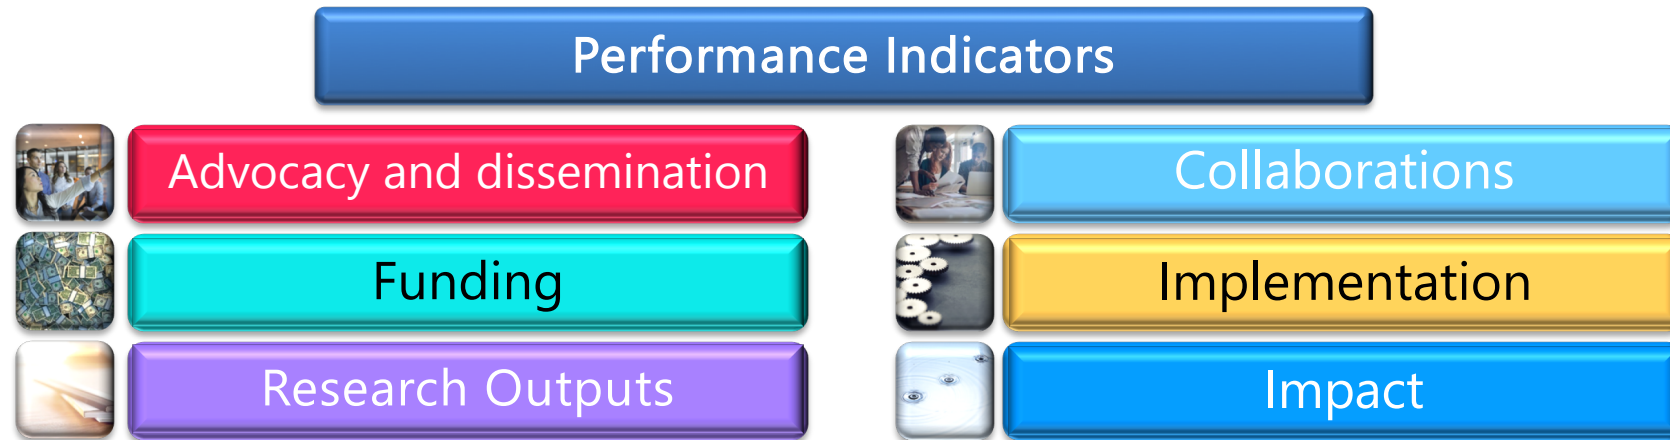 Performance Indicators
Advocacy and dissemination
Collaborations
Funding
Implementation
Research Outputs
Impact